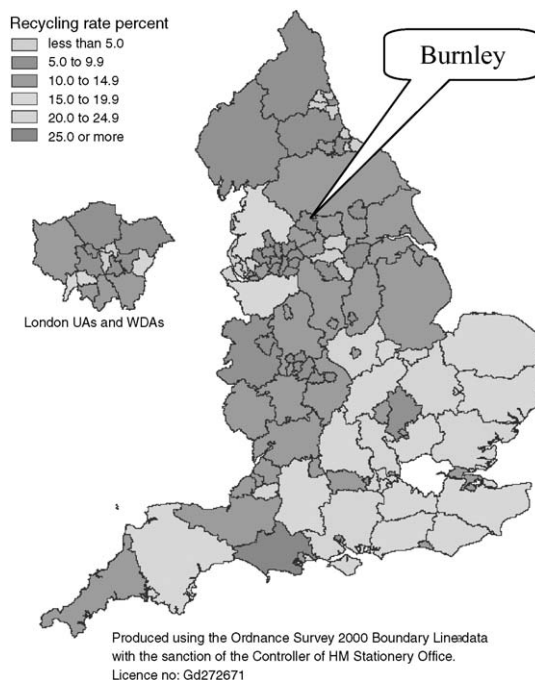 Recycling rate percent
less than 5.0
5.0 to 9.9
10.0 to 14.9
15.0 to 19.9
20.0 to 24.9
25.0 or more
Burnley
London UAs and WDAs
Produced using the Ordnance Survey 2000 Boundary Line data
with the sanction of the Controller of HM Stationery Office.
Licence no: Gd272671